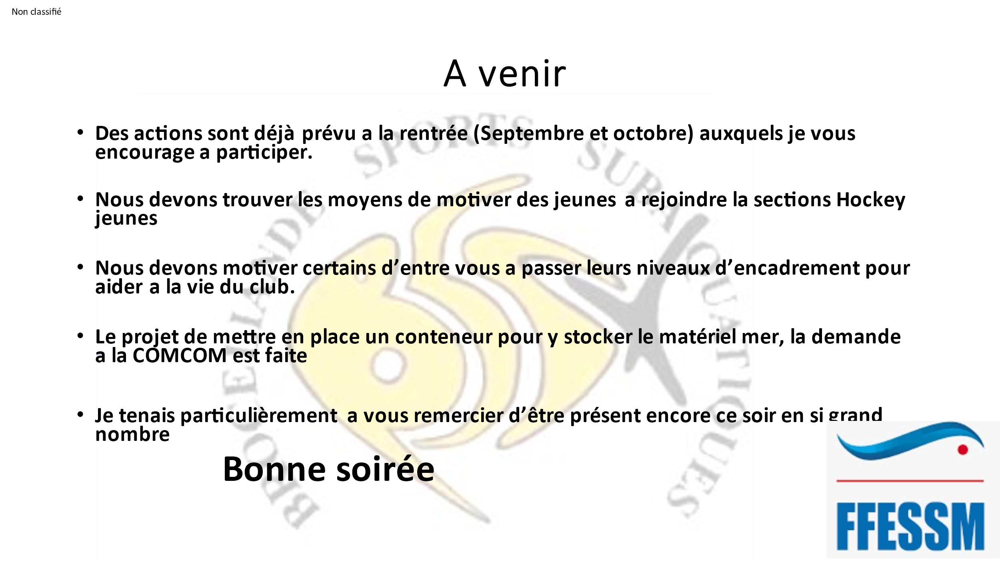 Non classifié
A venir
• Des actions sont déjà prévu a la rentrée (Septembre et octobre) auxquels je vous
encourage a participer.
• Nous devons trouver les moyens de motiver des jeunes a rejoindre la sections Hockey
jeunes
• Nous devons motiver certains d’entre vous a passer leurs niveaux d’encadrement pour
aider a la vie du club.
• Le projet de mettre en place un conteneur pour y stocker le matériel mer, la demande
a la COMCOM est faite
• Je tenais particulièrement a vous remercier d’être présent encore ce soir en si grand
nombre
Bonne soirée
BROCELIANDE SPORTS SUBAQUATIQUES
FFESSM